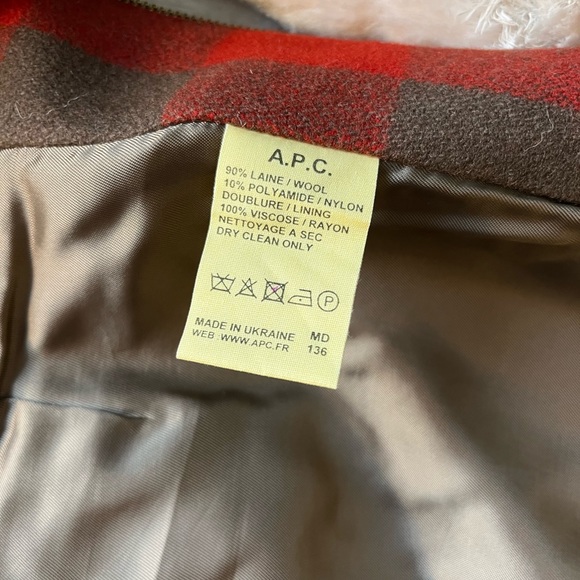 A.P.C.
90% LAINE / WOOL
10% POLYAMIDE / NYLON
DOUBLURE / LINING
100% VISCOSE / RAYON
NETTOYAGE A SEC
DRY CLEAN ONLY
P
MADE IN UKRAINE MD
WEB :WWW.APC.FR 136